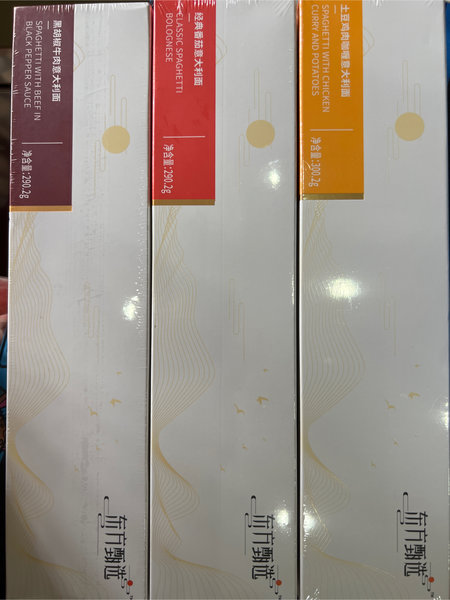 黑胡椒牛肉意大利面
SPAGHETTI WITH BEEF IN
BLACK PEPPER SAUCE
净含量:290.2g
东方甄选
经典番茄意大利面
CLASSIC SPAGHETTI
BOLOGNESE
净含量:290.2g
东方甄选
土豆鸡肉咖喱意大利面
SPAGHETTI WITH CHICKEN
CURRY AND POTATOES
净含量:300.2g
东方甄选